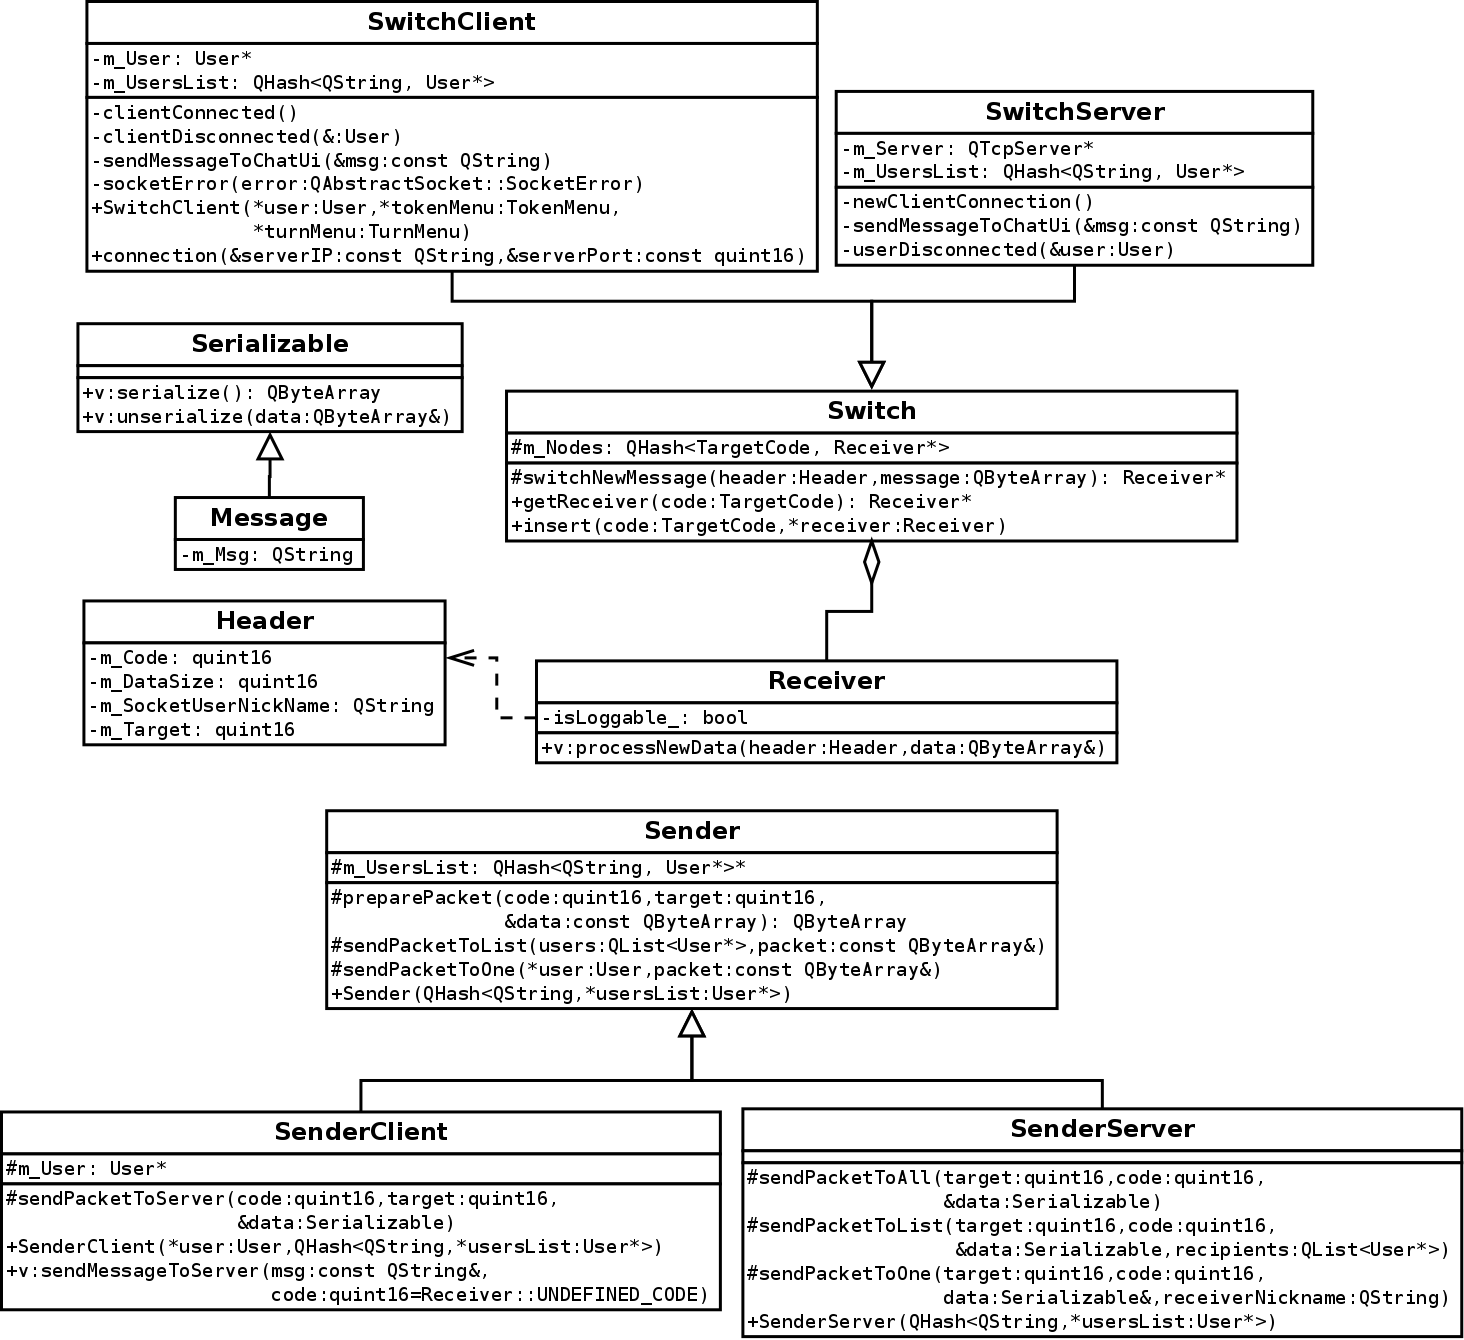 SwitchClient
-m_User: User*
-m_UsersList: QHash<QString, User*>
-clientConnected()
-clientDisconnected(&:User)
-sendMessageToChatUi(&msg:const QString)
-socketError(error:QAbstractSocket::SocketError)
+SwitchClient(*user:User,*tokenMenu:TokenMenu,
*turnMenu:TurnMenu)
+connection(&serverIP:const QString,&serverPort:const quint16)
SwitchServer
-m_Server: QTcpServer*
-m_UsersList: QHash<QString, User*>
-newClientConnection()
-sendMessageToChatUi(&msg:const QString)
-userDisconnected(&user:User)
Serializable
+v:serialize(): QByteArray
+v:unserialize(data:QByteArray&)
Switch
#m_Nodes: QHash<TargetCode, Receiver*>
#switchNewMessage(header:Header,message:QByteArray): Receiver*
+getReceiver(code:TargetCode): Receiver*
+insert(code:TargetCode,*receiver:Receiver)
Message
-m_Msg: QString
Header
-m_Code: quint16
-m_DataSize: quint16
-m_SocketUserNickName: QString
-m_Target: quint16
Receiver
-isLoggable_: bool
+v:processNewData(header:Header,data:QByteArray&)
Sender
#m_UsersList: QHash<QString, User*>*
#preparePacket(code:quint16,target:quint16,
&data:const QByteArray): QByteArray
#sendPacketToList(users:QList<User*>,packet:const QByteArray&)
#sendPacketToOne(*user:User,packet:const QByteArray&)
+Sender(QHash<QString,*usersList:User*>)
SenderClient
#m_User: User*
#sendPacketToServer(code:quint16,target:quint16,
&data:Serializable)
+SenderClient(*user:User,QHash<QString,*usersList:User*>)
+v:sendMessageToServer(msg:const QString&,
code:quint16=Receiver::UNDEFINED_CODE)
SenderServer
#sendPacketToAll(target:quint16,code:quint16,
&data:Serializable)
#sendPacketToList(target:quint16,code:quint16,
&data:Serializable,recipients:QList<User*>)
#sendPacketToOne(target:quint16,code:quint16,
data:Serializable&,receiverNickname:QString)
+SenderServer(QHash<QString,*usersList:User*>)